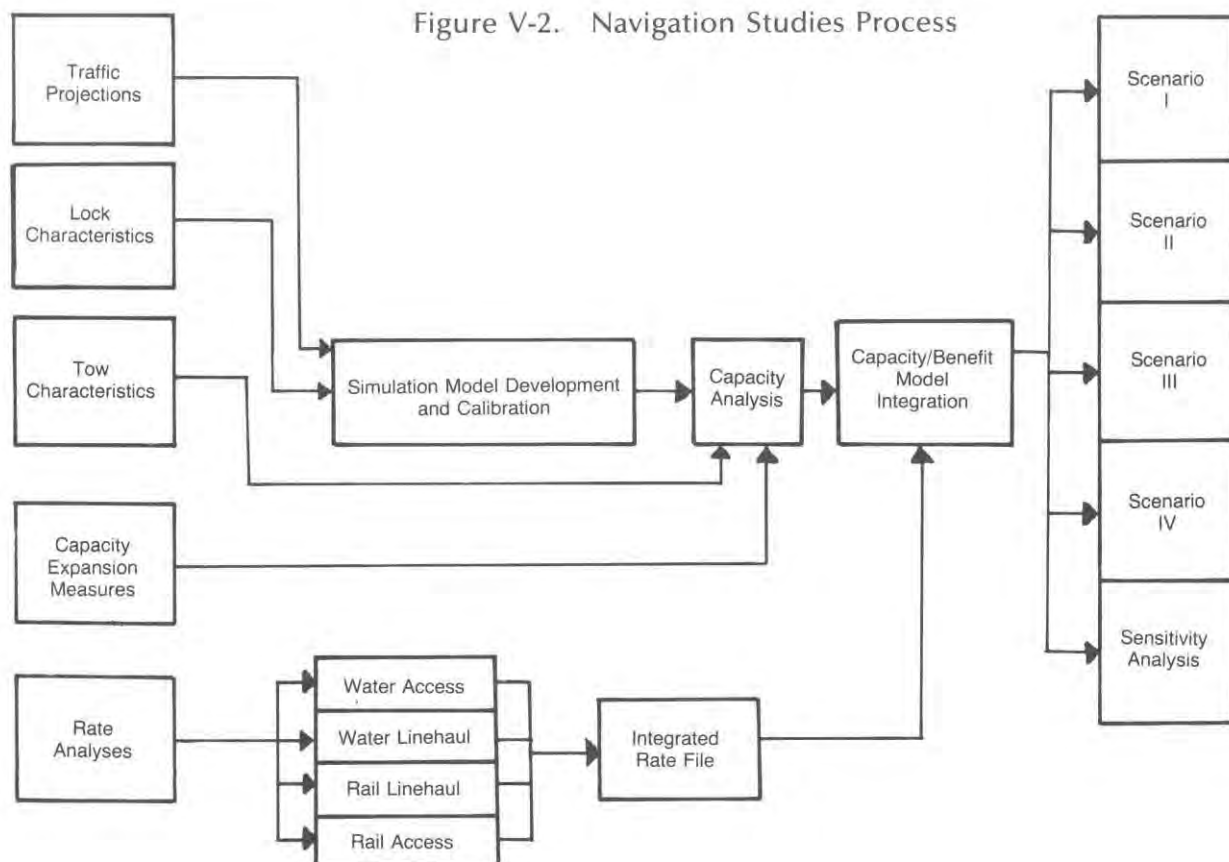 Figure V-2. Navigation Studies Process
Traffic
Projections
Lock
Characteristics
Tow
Characteristics
Capacity
Expansion
Measures
Rate
Analyses
Simulation Model Development
and Calibration
Capacity
Analysis
Capacity/Benefit
Model
Integration
Water Access
Water Linehaul
Rail Linehaul
Rail Access
Integrated
Rate File
Scenario
I
Scenario
II
Scenario
III
Scenario
IV
Sensitivity
Analysis